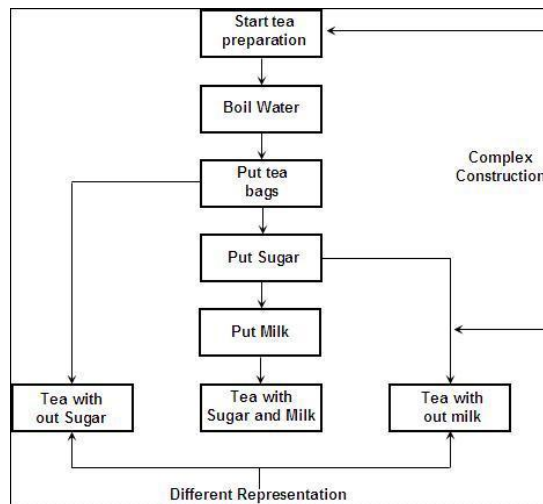 Start tea
preparation
Boil Water
Put tea
bags
Complex
Construction
Put Sugar
Put Milk
Tea with
out Sugar
Tea with
Sugar and Milk
Tea with
out milk
Different Representation